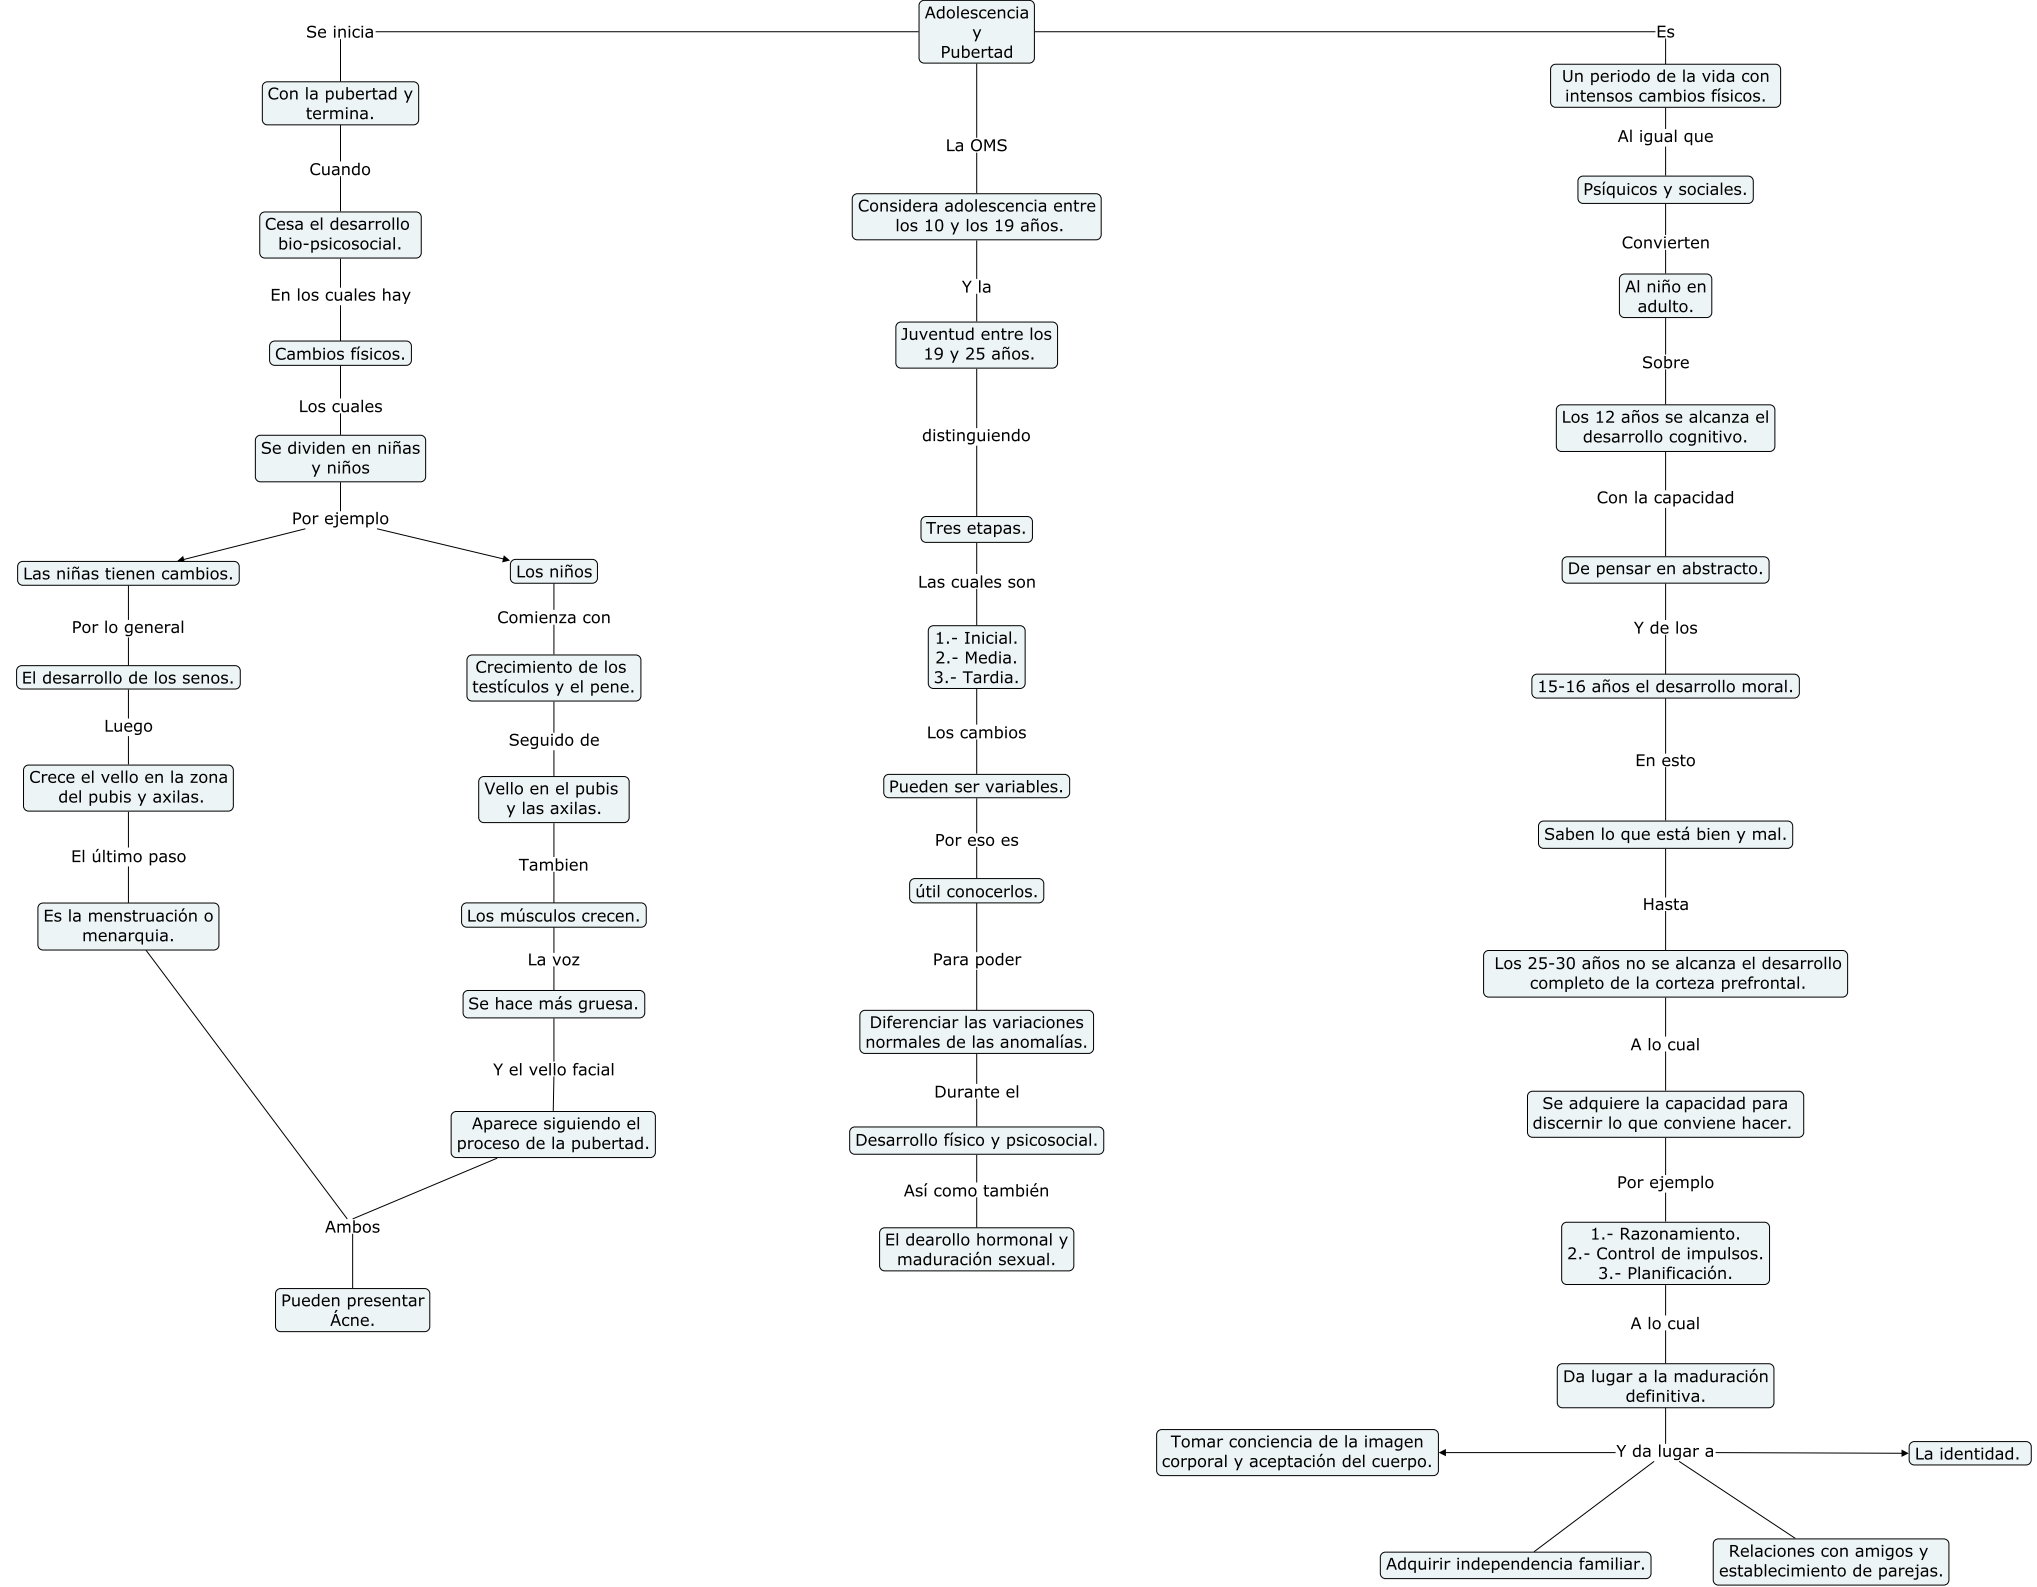 Adolescencia
y
Pubertad
Se inicia
Con la pubertad y
termina.
Cuando
Cesa el desarrollo
bio-psicosocial.
En los cuales hay
Cambios físicos.
Los cuales
Se dividen en niñas
y niños
Por ejemplo
Las niñas tienen cambios.
Por lo general
El desarrollo de los senos.
Luego
Crece el vello en la zona
del pubis y axilas.
El último paso
Es la menstruación o
menarquia.
Los niños
Comienza con
Crecimiento de los
testículos y el pene.
Seguido de
Vello en el pubis
y las axilas.
Tambien
Los músculos crecen.
La voz
Se hace más gruesa.
Y el vello facial
Aparece siguiendo el
proceso de la pubertad.
Ambos
Pueden presentar
Ácne.
La OMS
Considera adolescencia entre
los 10 y los 19 años.
Y la
Juventud entre los
19 y 25 años.
distinguiendo
Tres etapas.
Las cuales son
1.- Inicial.
2.- Media.
3.- Tardia.
Los cambios
Pueden ser variables.
Por eso es
útil conocerlos.
Para poder
Diferenciar las variaciones
normales de las anomalías.
Durante el
Desarrollo físico y psicosocial.
Así como también
El dearollo hormonal y
maduración sexual.
Es
Un periodo de la vida con
intensos cambios físicos.
Al igual que
Psíquicos y sociales.
Convierten
Al niño en
adulto.
Sobre
Los 12 años se alcanza el
desarrollo cognitivo.
Con la capacidad
De pensar en abstracto.
Y de los
15-16 años el desarrollo moral.
En esto
Saben lo que está bien y mal.
Hasta
Los 25-30 años no se alcanza el desarrollo
completo de la corteza prefrontal.
A lo cual
Se adquiere la capacidad para
discernir lo que conviene hacer.
Por ejemplo
1.- Razonamiento.
2.- Control de impulsos.
3.- Planificación.
A lo cual
Da lugar a la maduración
definitiva.
Y da lugar a
Tomar conciencia de la imagen
corporal y aceptación del cuerpo.
Adquirir independencia familiar.
Relaciones con amigos y
establecimiento de parejas.
La identidad.